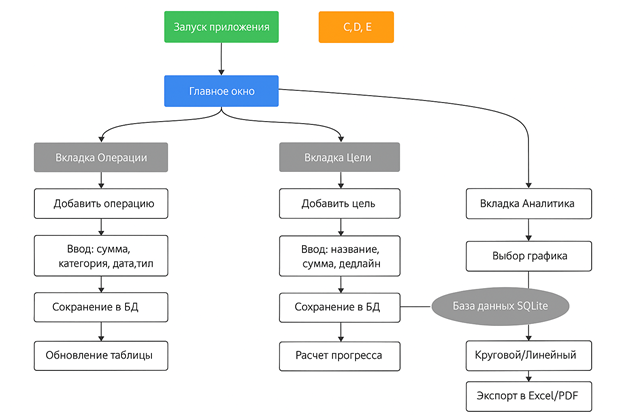 Запуск приложения
C, D, E
Главное окно
Вкладка Операции
Вкладка Цели
Добавить операцию
Добавить цель
Вкладка Аналитика
Ввод: сумма,
категория, дата,тип
Ввод: название,
сумма, дедлайн
Выбор графика
Сокранение в БД
Сохранение в БД
База данных SQLite
Обновление таблицы
Расчет прогресса
Круговой/Линейный
Экспорт в Excel/PDF